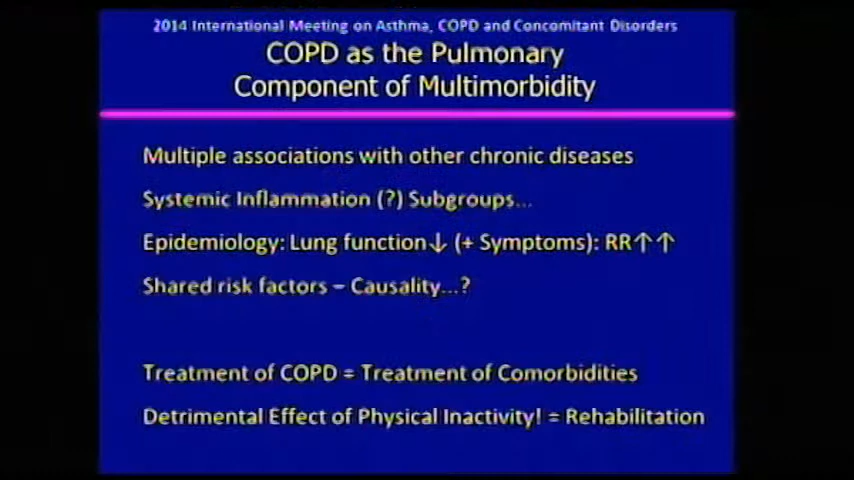 2014 International Meeting on Asthma, COPD and Concomitant Disorders
COPD as the Pulmonary
Component of Multimorbidity
Multiple associations with other chronic diseases
Systemic Inflammation (?) Subgroups...
Epidemiology: Lung function↓ (+ Symptoms): RR↑↑
Shared risk factors – Causality...?
Treatment of COPD = Treatment of Comorbidities
Detrimental Effect of Physical Inactivity! = Rehabilitation